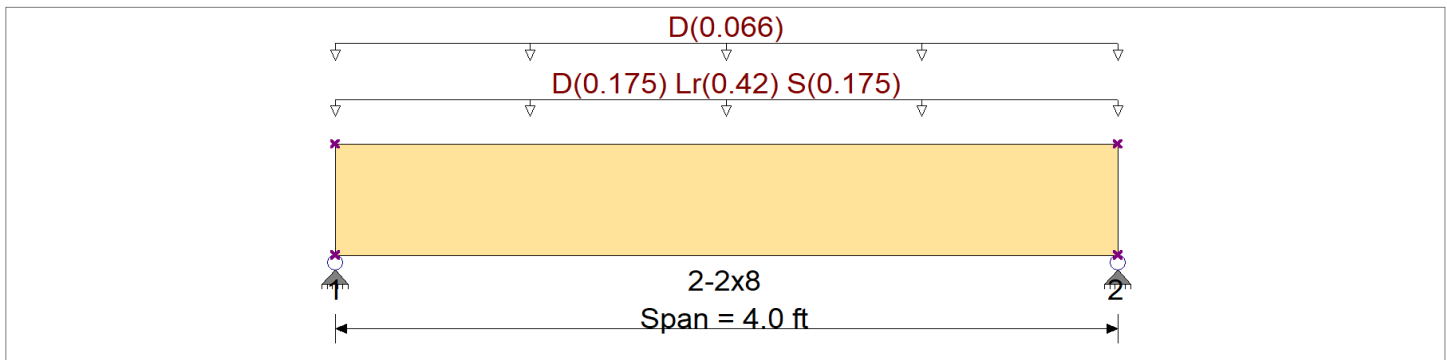 D(0.066)
D(0.175) Lr(0.42) S(0.175)
2-2x8
1 2
Span = 4.0 ft